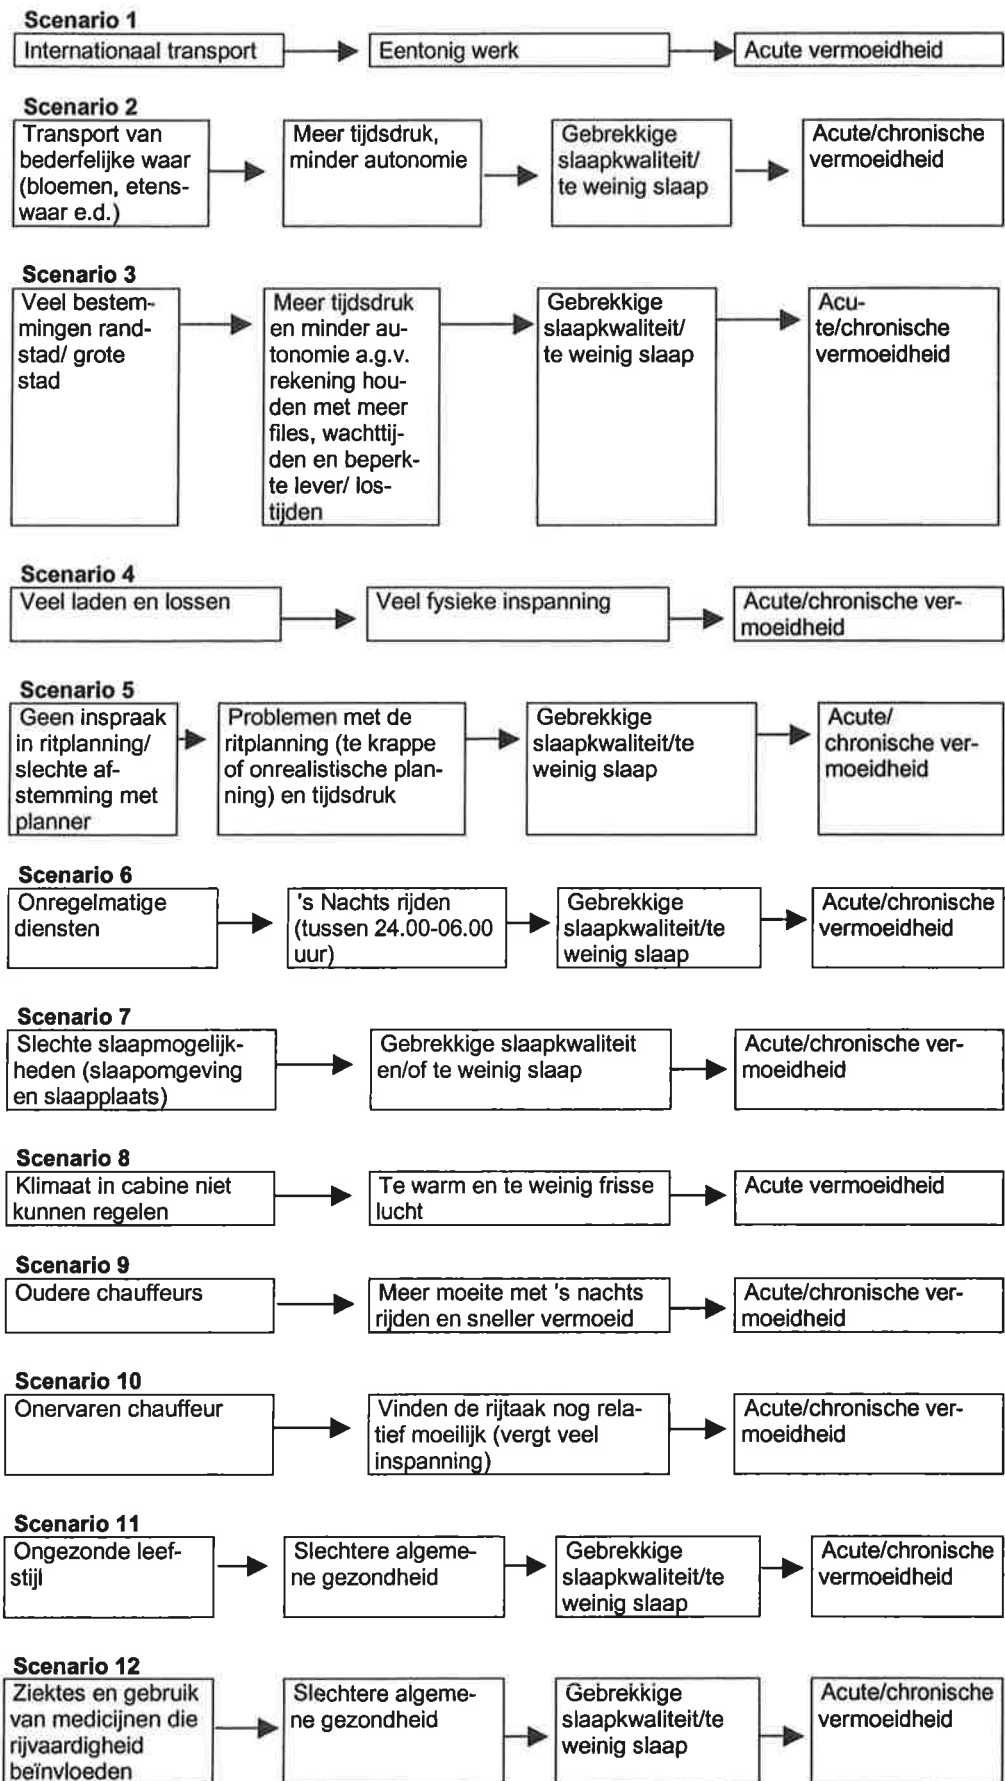 Scenario 1
Internationaal transport
Eentonig werk
Acute vermoeidheid
Scenario 2
Transport van
bederfelijke waar
(bloemen, etens-
waar e.d.)
Meer tijdsdruk,
minder autonomie
Gebrekkige
slaapkwaliteit/
te weinig slaap
Acute/chronische
vermoeidheid
Scenario 3
Veel bestem-
mingen rand-
stad/ grote
stad
Meer tijdsdruk
en minder au-
tonomie a.g.v.
rekening hou-
den met meer
files, wachttij-
den en beperk-
te lever/ los-
tijden
Gebrekkige
slaapkwaliteit/
te weinig slaap
Acu-
te/chronische
vermoeidheid
Scenario 4
Veel laden en lossen
Veel fysieke inspanning
Acute/chronische ver-
moeidheid
Scenario 5
Geen inspraak
in ritplanning/
slechte af-
stemming met
planner
Problemen met de
ritplanning (te krappe
of onrealistische plan-
ning) en tijdsdruk
Gebrekkige
slaapkwaliteit/te
weinig slaap
Acute/
chronische ver-
moeidheid
Scenario 6
Onregelmatige
diensten
's Nachts rijden
(tussen 24.00-06.00
uur)
Gebrekkige
slaapkwaliteit/te
weinig slaap
Acute/chronische
vermoeidheid
Scenario 7
Slechte slaapmogelijk-
heden (slaapomgeving
en slaapplaats)
Gebrekkige slaapkwaliteit
en/of te weinig slaap
Acute/chronische ver-
moeidheid
Scenario 8
Klimaat in cabine niet
kunnen regelen
Te warm en te weinig frisse
lucht
Acute vermoeidheid
Scenario 9
Oudere chauffeurs
Meer moeite met 's nachts
rijden en sneller vermoeid
Acute/chronische ver-
moeidheid
Scenario 10
Onervaren chauffeur
Vinden de rijtaak nog rela-
tief moeilijk (vergt veel
inspanning)
Acute/chronische ver-
moeidheid
Scenario 11
Ongezonde leef-
stijl
Slechtere algeme-
ne gezondheid
Gebrekkige
slaapkwaliteit/te
weinig slaap
Acute/chronische
vermoeidheid
Scenario 12
Ziektes en gebruik
van medicijnen die
rijvaardigheid
beïnvloeden
Slechtere algeme-
ne gezondheid
Gebrekkige
slaapkwaliteit/te
weinig slaap
Acute/chronische
vermoeidheid